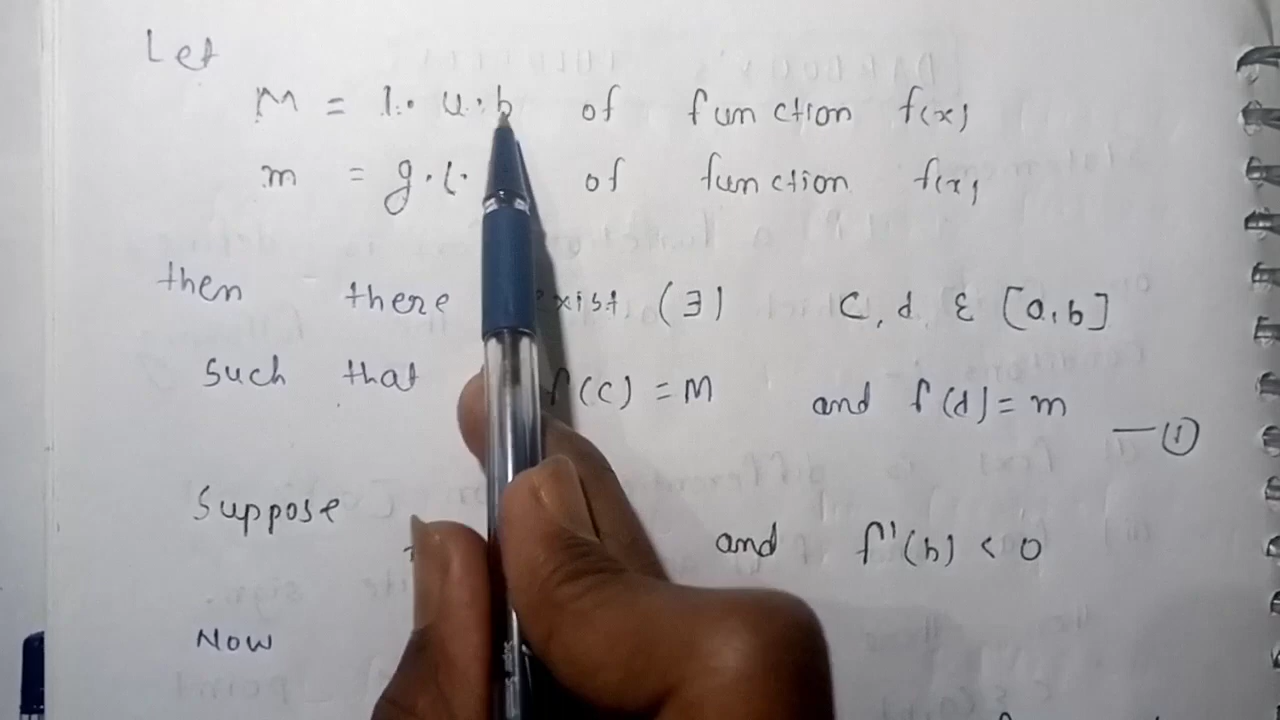 Let
M = l.u.b of function f(x)
m = g.l. of function f(x)
then there exist (∃) C, d ε [a, b]
such that f(c) = M and f(d) = m — ①
Suppose and f'(b) < 0
Now